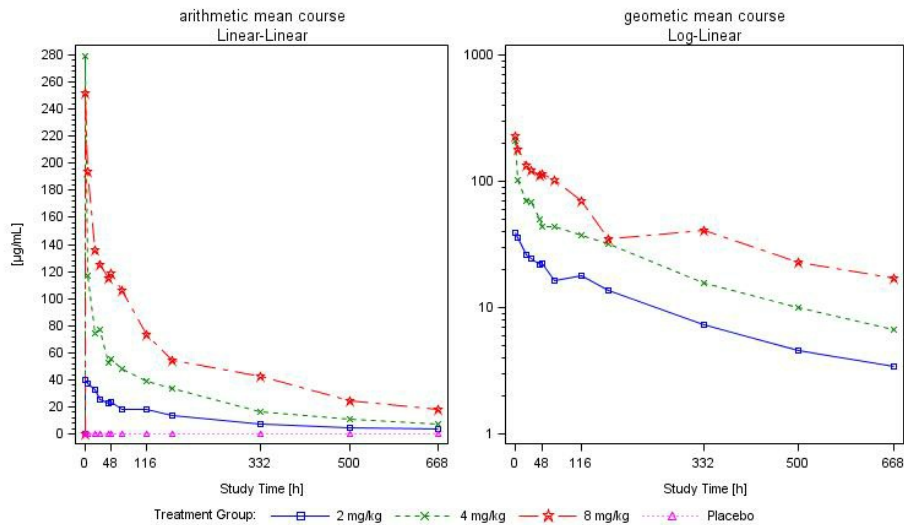 arithmetic mean course
Linear-Linear
[µg/mL]
280
260
240
220
200
180
160
140
120
100
80
60
40
20
0
0 48 116 332 500 668
Study Time [h]
geometic mean course
Log-Linear
1000
100
10
1
0 48 116 332 500 668
Study Time [h]
Treatment Group: 2 mg/kg 4 mg/kg 8 mg/kg Placebo